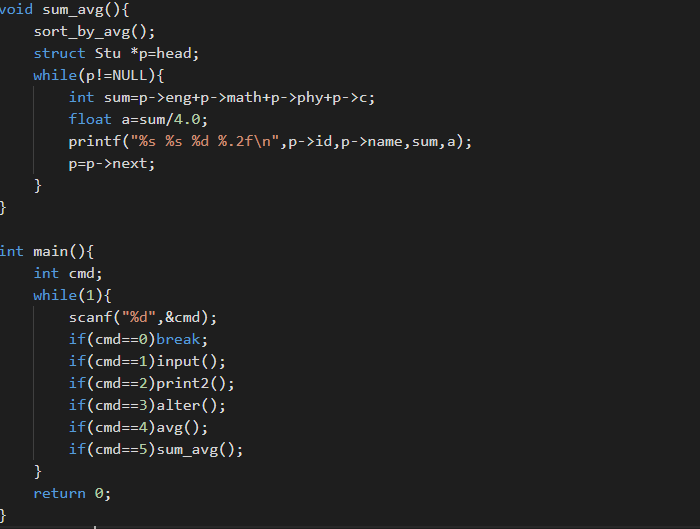 void sum_avg(){
    sort_by_avg();
    struct Stu *p=head;
    while(p!=NULL){
        int sum=p->eng+p->math+p->phy+p->c;
        float a=sum/4.0;
        printf("%s %s %d %.2f\n",p->id,p->name,sum,a);
        p=p->next;
    }
}

int main(){
    int cmd;
    while(1){
        scanf("%d",&cmd);
        if(cmd==0)break;
        if(cmd==1)input();
        if(cmd==2)print2();
        if(cmd==3)alter();
        if(cmd==4)avg();
        if(cmd==5)sum_avg();
    }
    return 0;
}